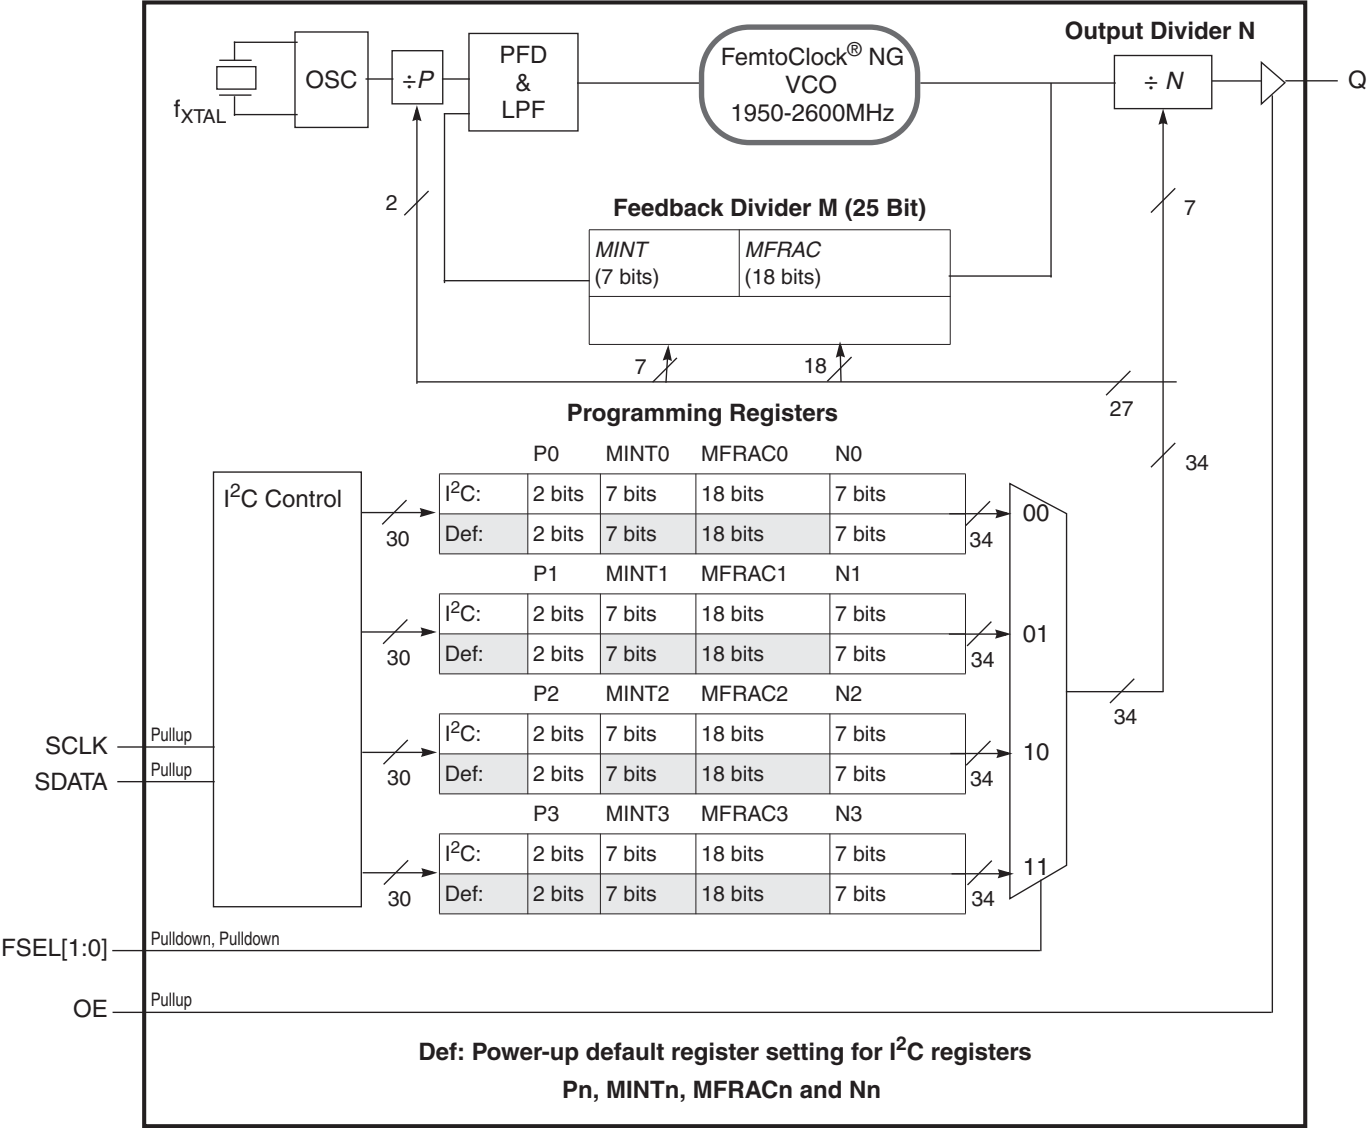 Output Divider N
OSC
÷P
PFD
&
LPF
FemtoClock® NG
VCO
1950-2600MHz
÷ N
Q
fXTAL
2
7
Feedback Divider M (25 Bit)
MINT
(7 bits)
MFRAC
(18 bits)
7
18
27
Programming Registers
34
P0 MINT0 MFRAC0 N0
I²C Control
I²C: 2 bits 7 bits 18 bits 7 bits
00
30
Def: 2 bits 7 bits 18 bits 7 bits
34
P1 MINT1 MFRAC1 N1
I²C: 2 bits 7 bits 18 bits 7 bits
01
30
Def: 2 bits 7 bits 18 bits 7 bits
34
P2 MINT2 MFRAC2 N2
34
SCLK
Pullup
I²C: 2 bits 7 bits 18 bits 7 bits
10
SDATA
Pullup
30
Def: 2 bits 7 bits 18 bits 7 bits
34
P3 MINT3 MFRAC3 N3
I²C: 2 bits 7 bits 18 bits 7 bits
11
30
Def: 2 bits 7 bits 18 bits 7 bits
34
FSEL[1:0]
Pulldown, Pulldown
OE
Pullup
Def: Power-up default register setting for I²C registers
Pn, MINTn, MFRACn and Nn